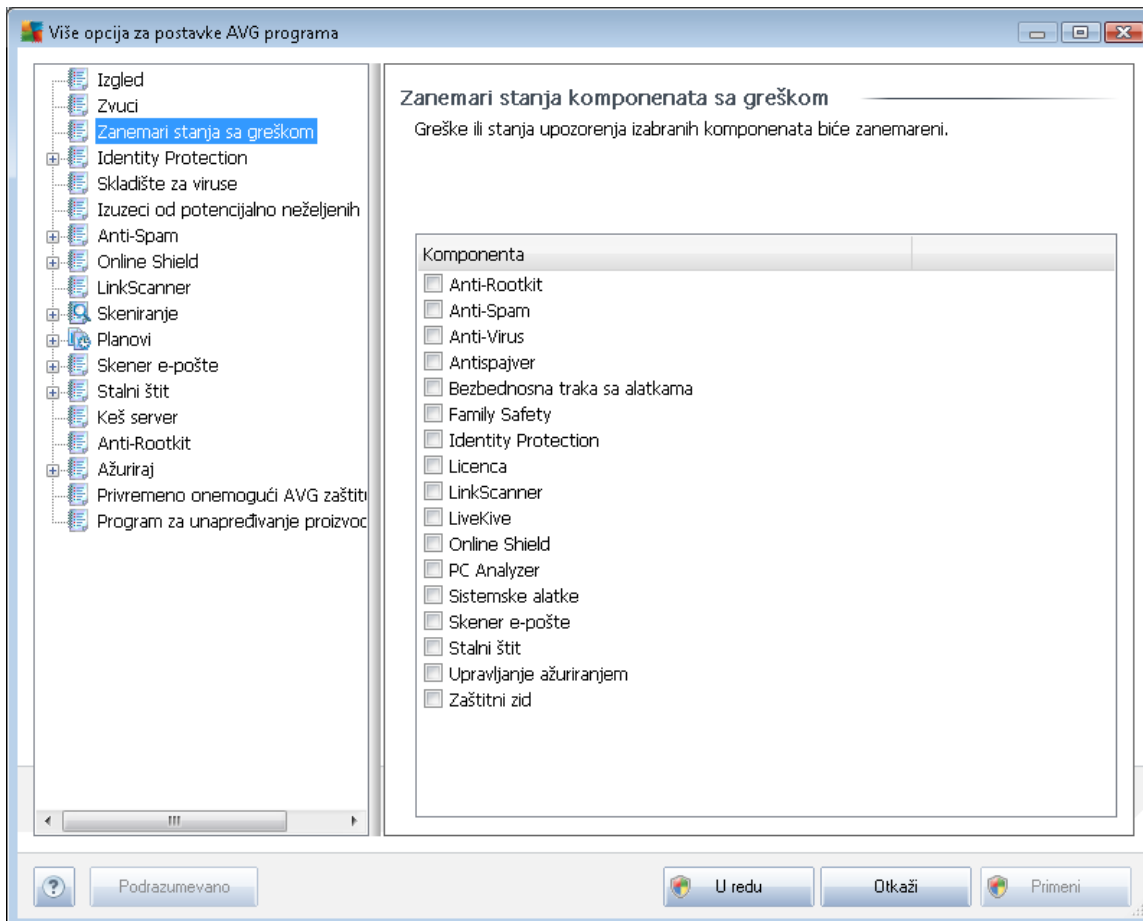 Više opcija za postavke AVG programa
Izgled
Zvuci
Zanemari stanja sa greškom
Identity Protection
Skladište za viruse
Izuzeci od potencijalno neželjenih
Anti-Spam
Online Shield
LinkScanner
Skeniranje
Planovi
Skener e-pošte
Stalni štit
Keš server
Anti-Rootkit
Ažuriraj
Privremeno onemogući AVG zaštitu
Program za unapređivanje proizvod
Zanemari stanja komponenata sa greškom
Greške ili stanja upozorenja izabranih komponenata biće zanemareni.
Komponenta
Anti-Rootkit
Anti-Spam
Anti-Virus
Antispajver
Bezbednosna traka sa alatkama
Family Safety
Identity Protection
Licenca
LinkScanner
LiveKive
Online Shield
PC Analyzer
Sistemske alatke
Skener e-pošte
Stalni štit
Upravljanje ažuriranjem
Zaštitni zid
? Podrazumevano U redu Otkaži Primeni